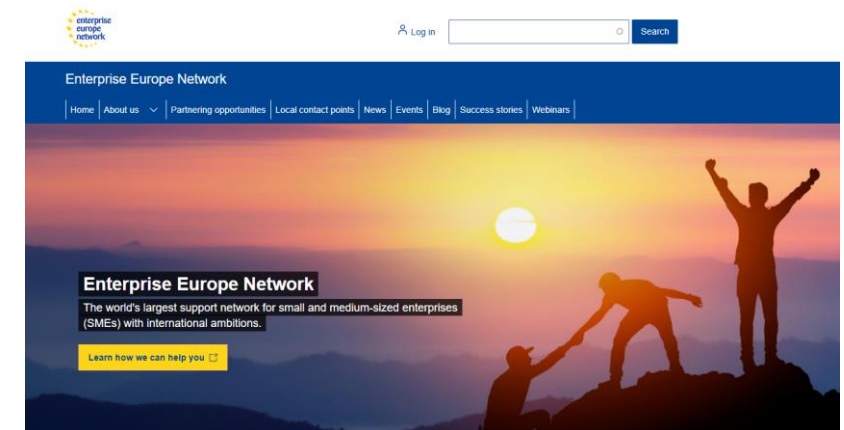 enterprise
europe
network
Log in
Search
Enterprise Europe Network
Home About us Partnering opportunities Local contact points News Events Blog Success stories Webinars
Enterprise Europe Network
The world's largest support network for small and medium-sized enterprises
(SMEs) with international ambitions.
Learn how we can help you